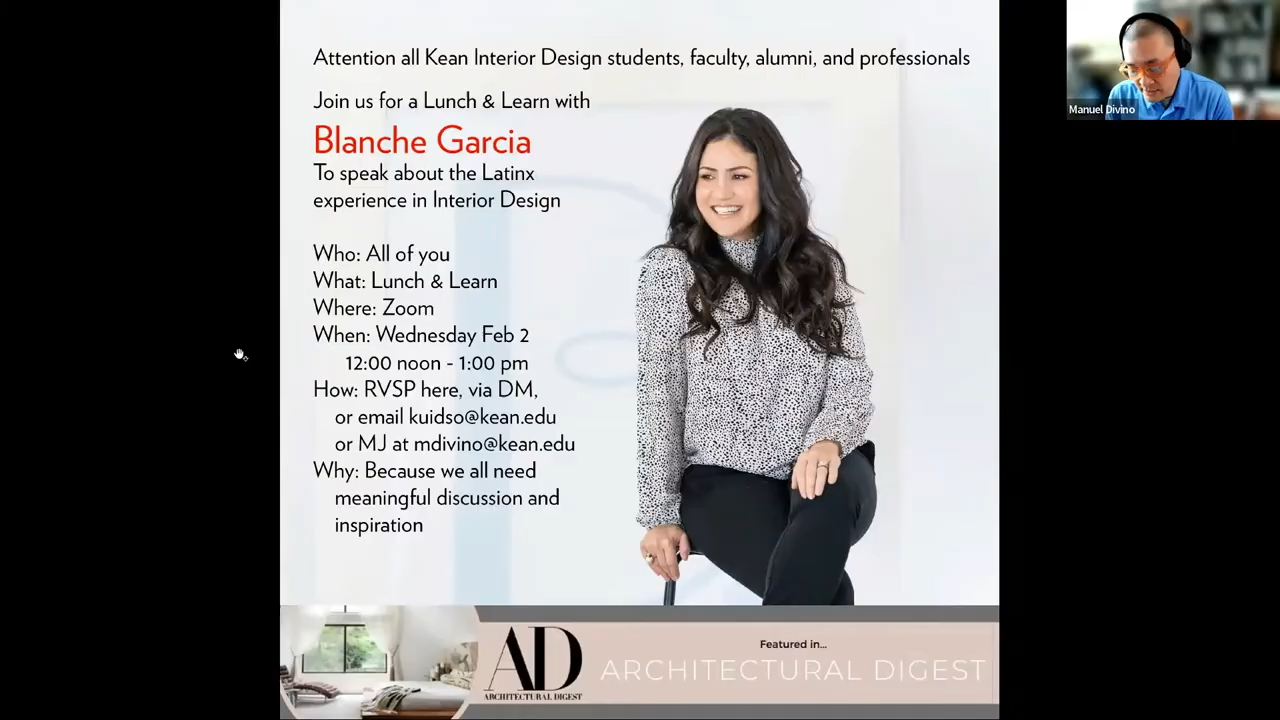 Attention all Kean Interior Design students, faculty, alumni, and professionals
Join us for a Lunch & Learn with
Blanche Garcia
To speak about the Latinx
experience in Interior Design
Who: All of you
What: Lunch & Learn
Where: Zoom
When: Wednesday Feb 2
12:00 noon - 1:00 pm
How: RVSP here, via DM,
or email kuidso@kean.edu
or MJ at mdivino@kean.edu
Why: Because we all need
meaningful discussion and
inspiration
AD
ARCHITECTURAL DIGEST
Featured in...
ARCHITECTURAL DIGEST
Manuel Divino